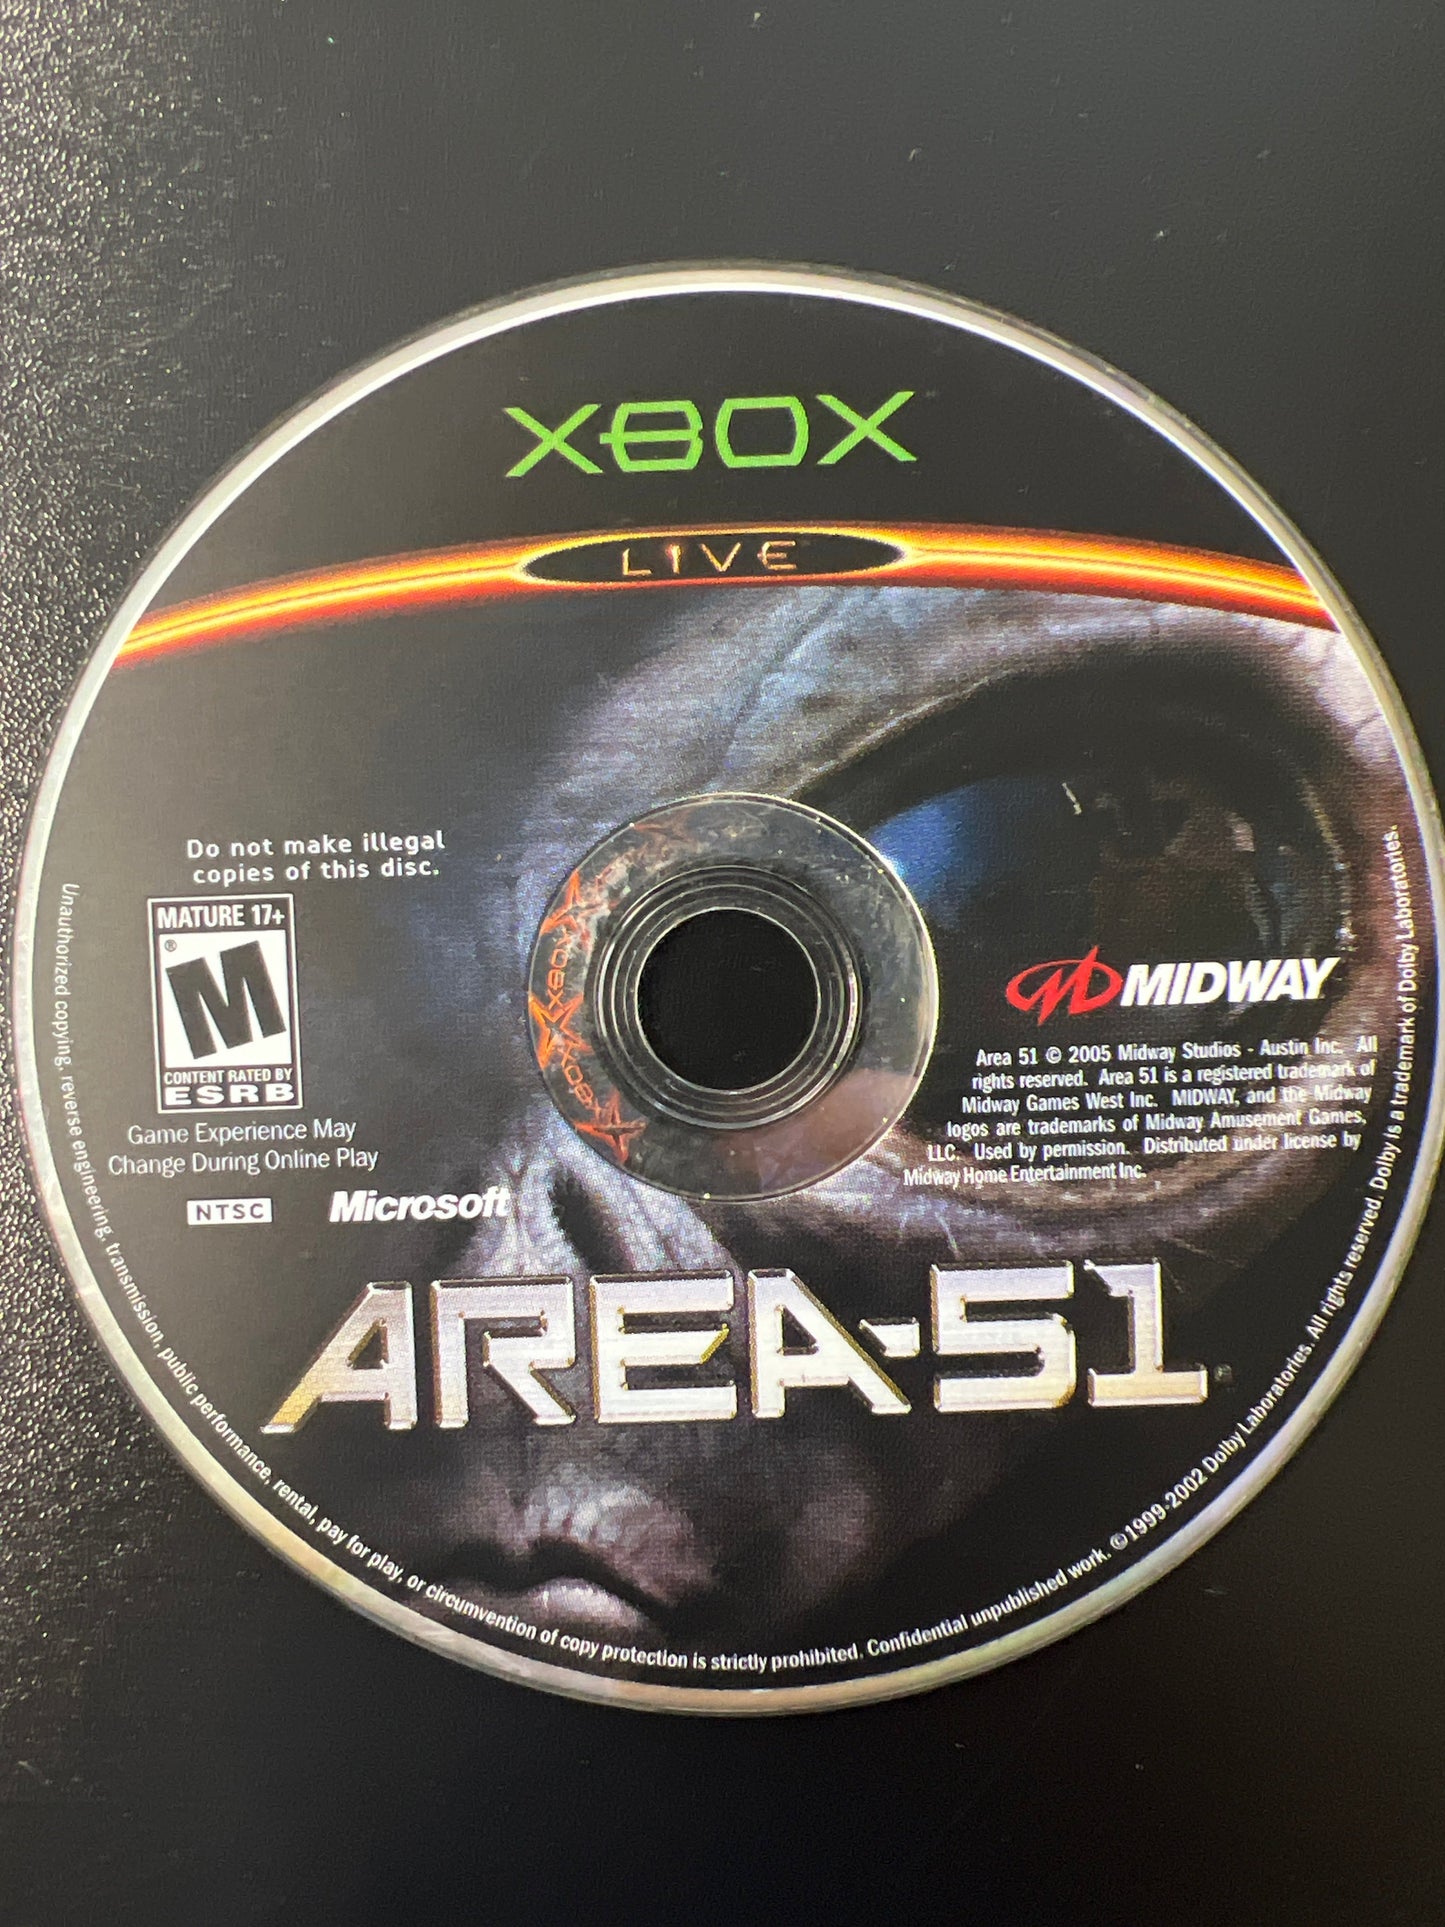 XBOX
LIVE
Do not make illegal
copies of this disc.
MATURE 17+
M
®
CONTENT RATED BY
ESRB
Game Experience May
Change During Online Play
NTSC
Microsoft
XBOX
XBOX
XBOX
MIDWAY
Area 51 © 2005 Midway Studios - Austin Inc. All
rights reserved. Area 51 is a registered trademark of
Midway Games West Inc. MIDWAY, and the Midway
logos are trademarks of Midway Amusement Games,
LLC. Used by permission. Distributed under license by
Midway Home Entertainment Inc.
AREA-51
Unauthorized copying, reverse engineering, transmission, public performance, rental, pay for play, or circumvention of copy protection is strictly prohibited. Confidential unpublished work. ©1999-2002 Dolby Laboratories. All rights reserved. Dolby is a trademark of Dolby Laboratories.